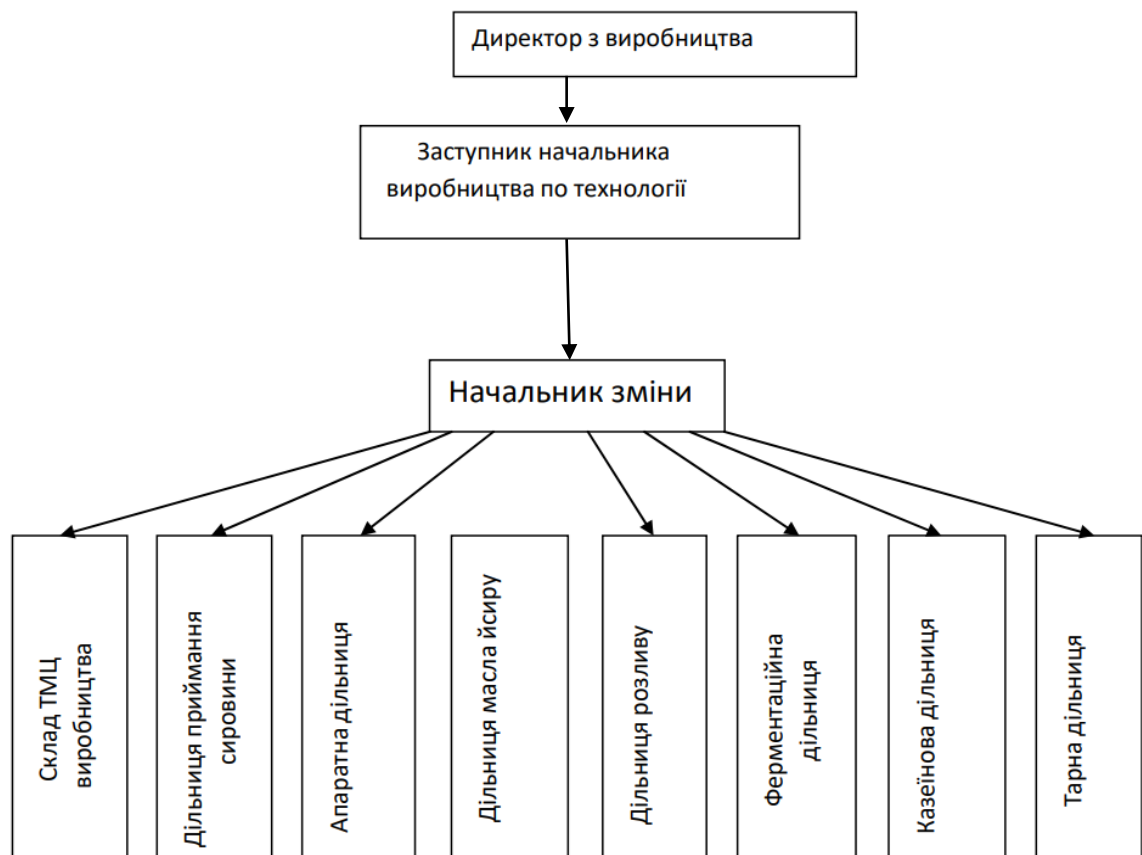 Директор з виробництва
Заступник начальника
виробництва по технології
Начальник зміни
Склад ТМЦ
виробництва
Дільниця приймання
сировини
Апаратна дільниця
Дільниця масла йсиру
Дільниця розливу
Ферментаційна
дільниця
Казеїнова дільниця
Тарна дільниця